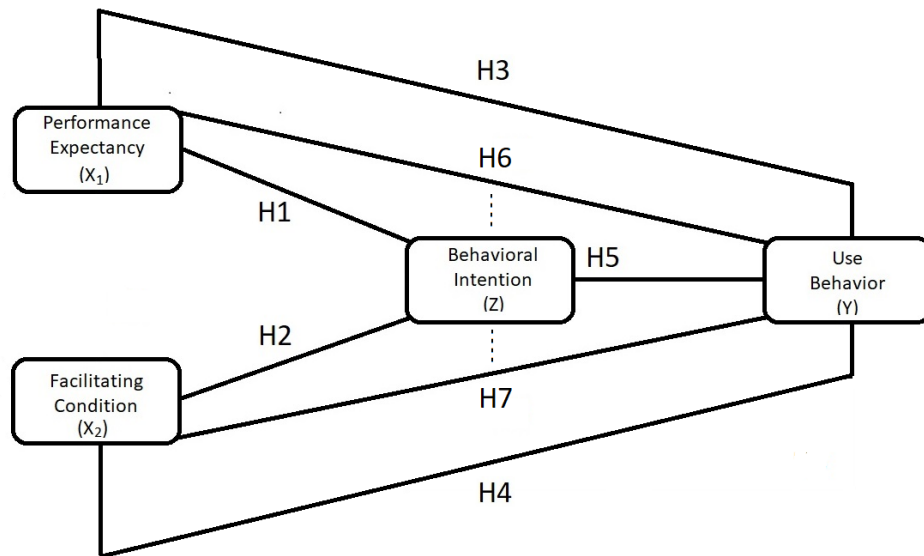 H3
Performance
Expectancy
(X₁)
H6
H1
Behavioral
Intention
(Z)
H5
Use
Behavior
(Y)
H2
Facilitating
Condition
(X₂)
H7
H4